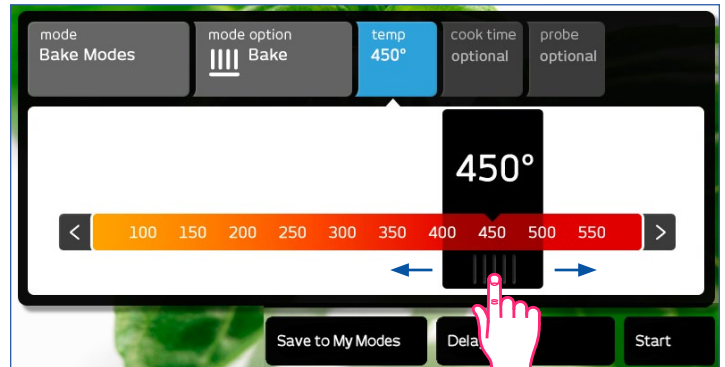 mode
Bake Modes
mode option
Bake
temp
450°
cook time
optional
probe
optional
450°
< 100 150 200 250 300 350 400 450 500 550 >
Save to My Modes
Start